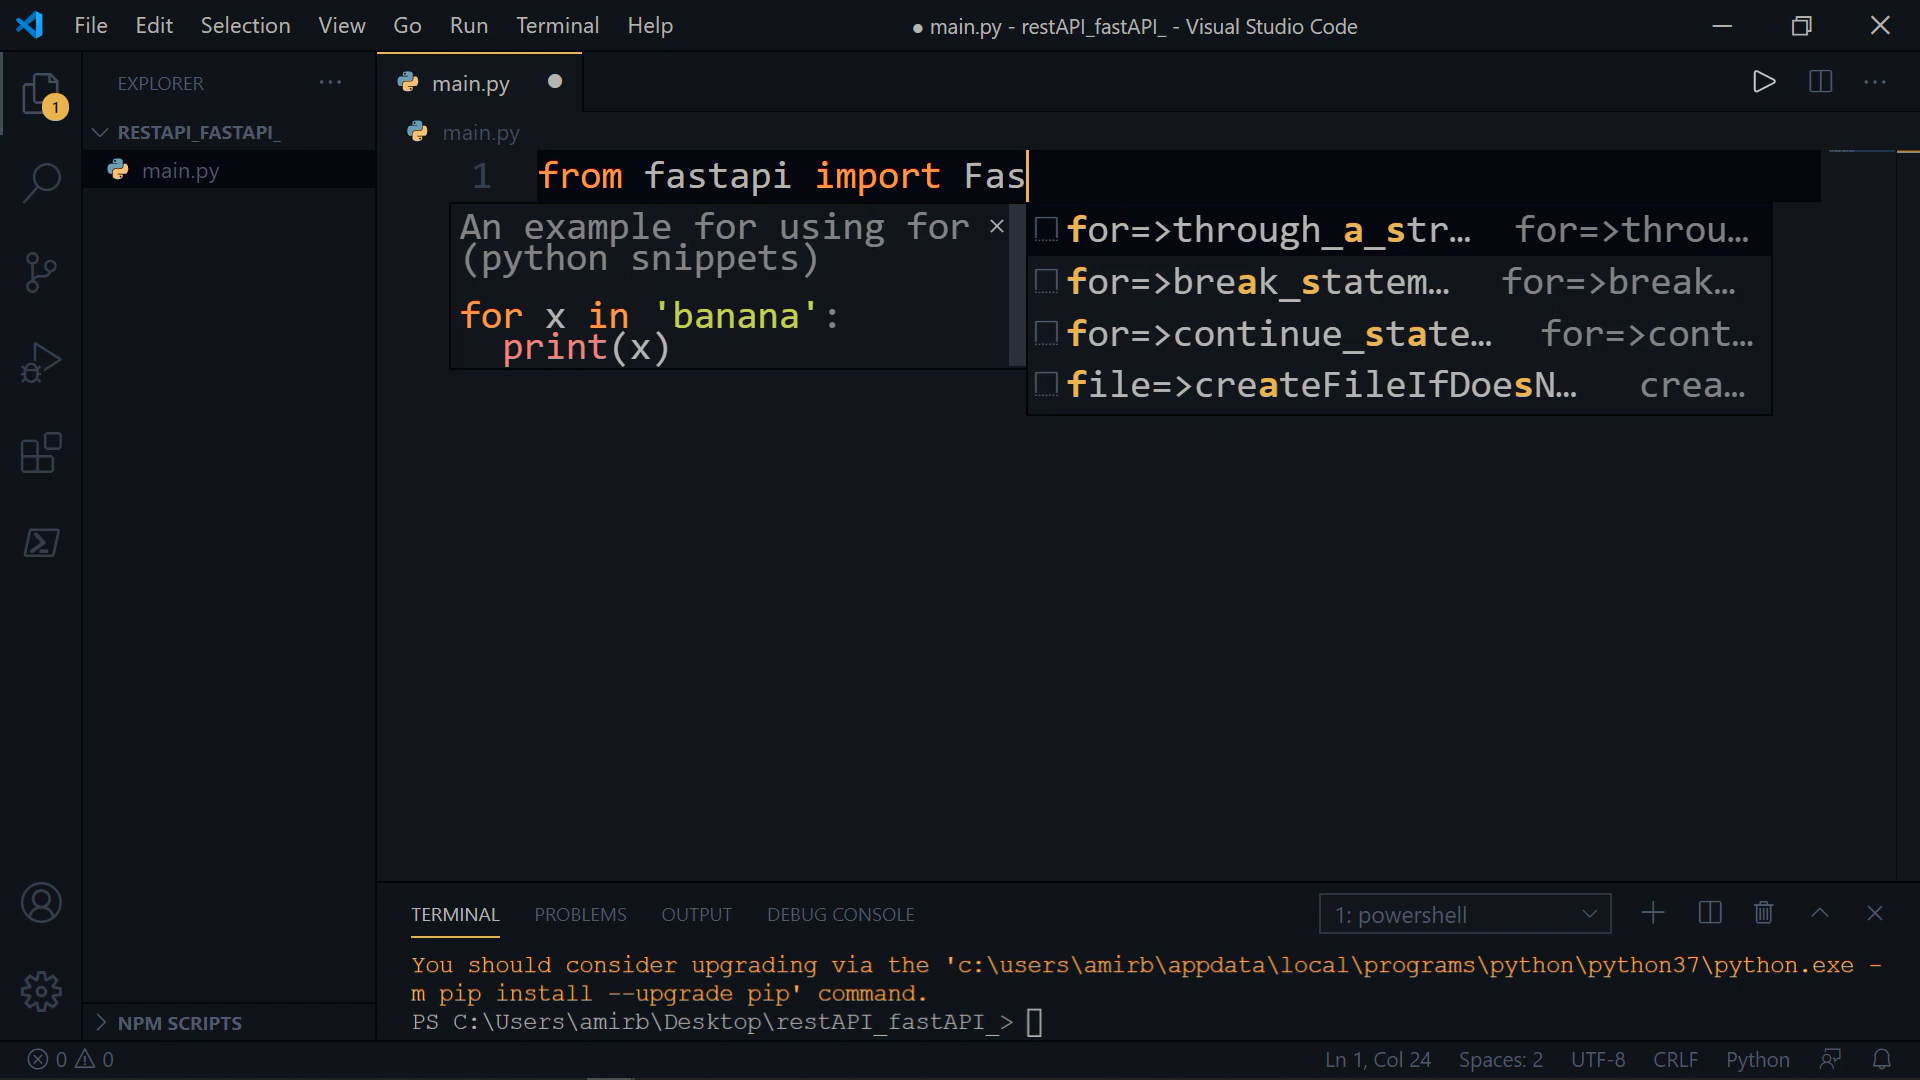 File Edit Selection View Go Run Terminal Help
● main.py - restAPI_fastAPI_ - Visual Studio Code
EXPLORER
1
RESTAPI_FASTAPI_
main.py
NPM SCRIPTS
main.py
main.py
1 from fastapi import Fas
An example for using for
(python snippets)
for x in 'banana':
print(x)
for=>through_a_str… for=>throu…
for=>break_statem… for=>break…
for=>continue_state… for=>cont…
file=>createFileIfDoesN… crea…
TERMINAL PROBLEMS OUTPUT DEBUG CONSOLE
1: powershell
You should consider upgrading via the 'c:\users\amirb\appdata\local\programs\python\python37\python.exe -
m pip install --upgrade pip' command.
PS C:\Users\amirb\Desktop\restAPI_fastAPI_>
0 0
Ln 1, Col 24 Spaces: 2 UTF-8 CRLF Python